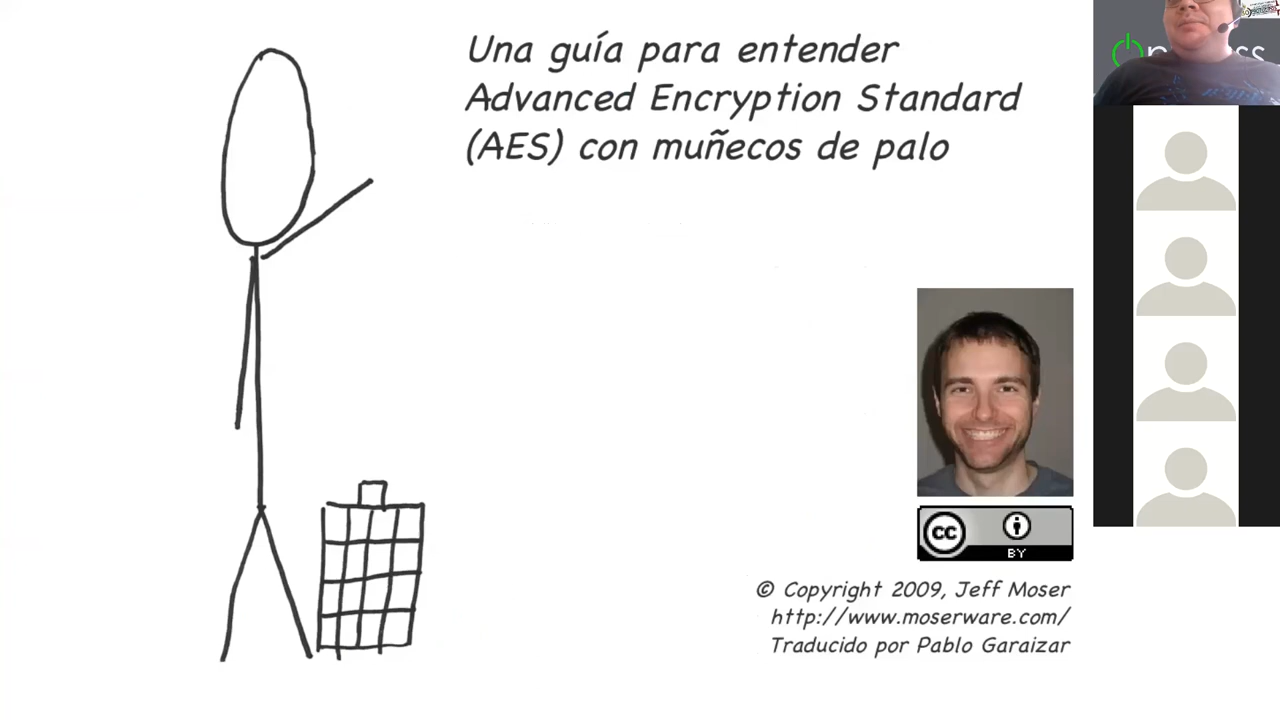 Una guía para entender
Advanced Encryption Standard
(AES) con muñecos de palo
cc
BY
© Copyright 2009, Jeff Moser
http://www.moserware.com/
Traducido por Pablo Garaizar